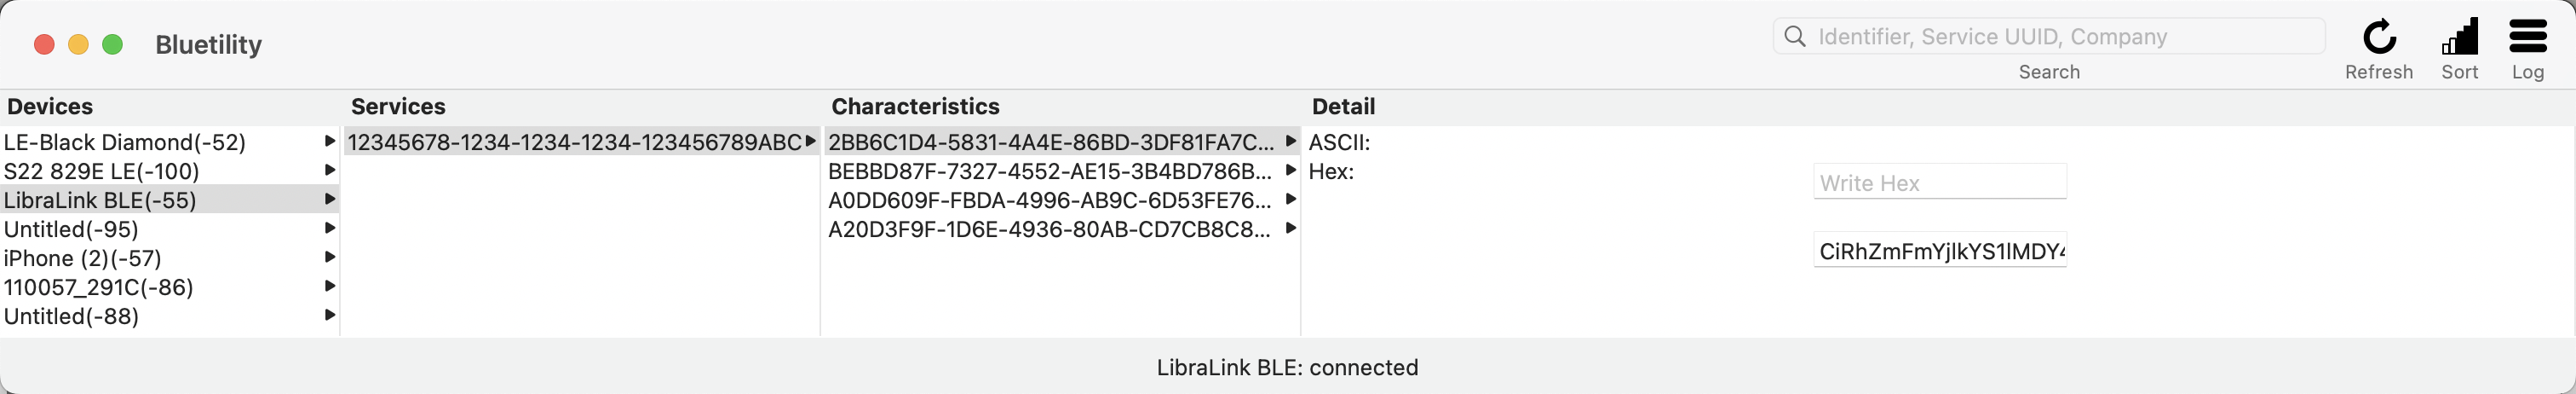 Bluetility
Identifier, Service UUID, Company
Search
Refresh
Sort
Log
Devices
Services
Characteristics
Detail
LE-Black Diamond(-52)
S22 829E LE(-100)
LibraLink BLE(-55)
Untitled(-95)
iPhone (2)(-57)
110057_291C(-86)
Untitled(-88)
12345678-1234-1234-1234-123456789ABC
2BB6C1D4-5831-4A4E-86BD-3DF81FA7C...
BEBBD87F-7327-4552-AE15-3B4BD786B...
A0DD609F-FBDA-4996-AB9C-6D53FE76...
A20D3F9F-1D6E-4936-80AB-CD7CB8C8...
ASCII:
Hex:
Write Hex
CiRhZmFmYjlkYS1lMDY4
LibraLink BLE: connected